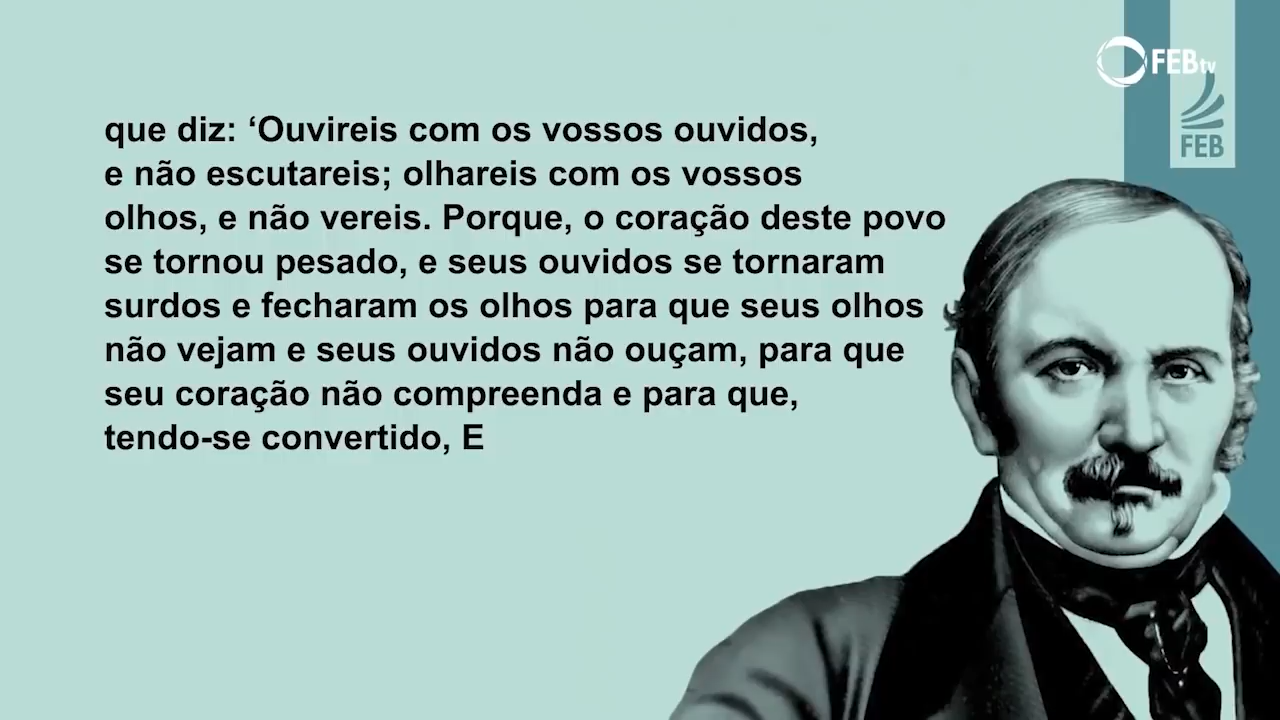 FEBtv
FEB
que diz: ‘Ouvireis com os vossos ouvidos,
e não escutareis; olhareis com os vossos
olhos, e não vereis. Porque, o coração deste povo
se tornou pesado, e seus ouvidos se tornaram
surdos e fecharam os olhos para que seus olhos
não vejam e seus ouvidos não ouçam, para que
seu coração não compreenda e para que,
tendo-se convertido, E